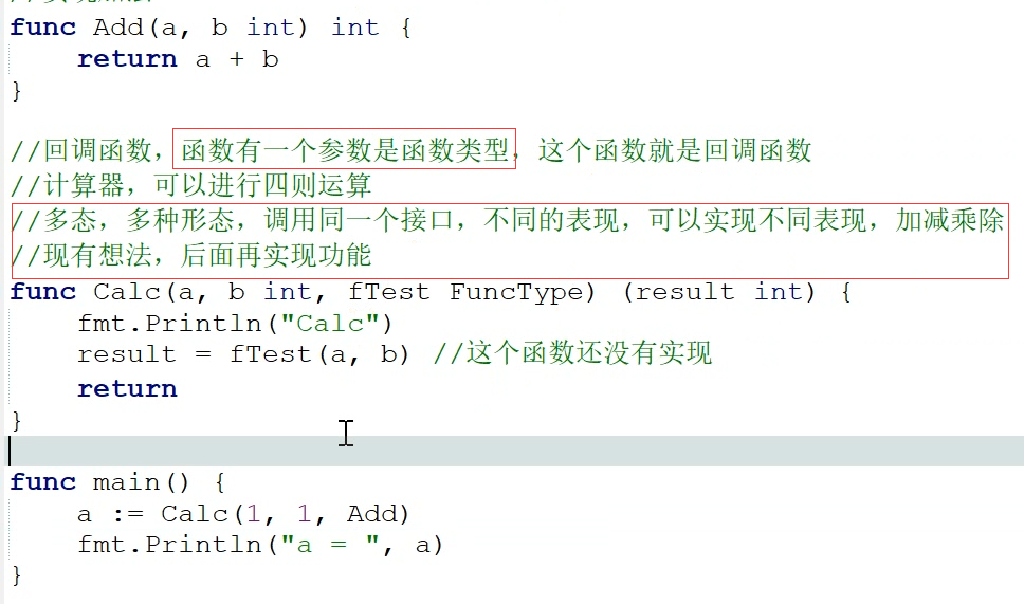 func Add(a, b int) int {
return a + b
}
//回调函数，函数有一个参数是函数类型，这个函数就是回调函数
//计算器，可以进行四则运算
//多态，多种形态，调用同一个接口，不同的表现，可以实现不同表现，加减乘除
//现有想法，后面再实现功能
func Calc(a, b int, fTest FuncType) (result int) {
fmt.Println("Calc")
result = fTest(a, b) //这个函数还没有实现
return
}
func main() {
a := Calc(1, 1, Add)
fmt.Println("a = ", a)
}